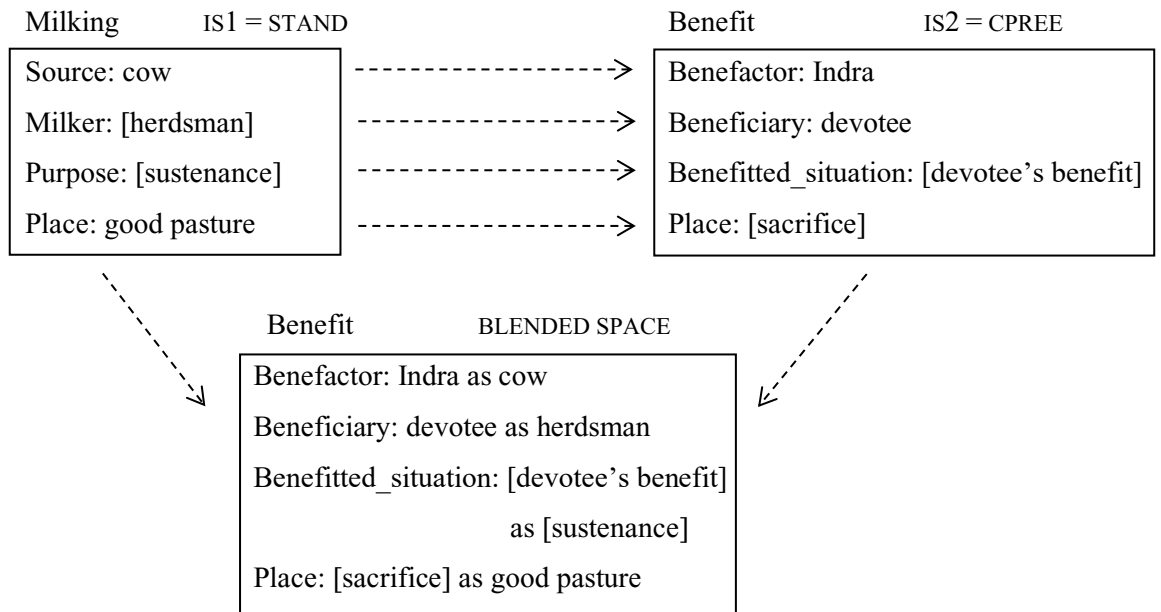 Milking IS1 = STAND
Source: cow
Milker: [herdsman]
Purpose: [sustenance]
Place: good pasture
Benefit IS2 = CPREE
Benefactor: Indra
Beneficiary: devotee
Benefitted_situation: [devotee’s benefit]
Place: [sacrifice]
Benefit BLENDED SPACE
Benefactor: Indra as cow
Beneficiary: devotee as herdsman
Benefitted_situation: [devotee’s benefit]
as [sustenance]
Place: [sacrifice] as good pasture